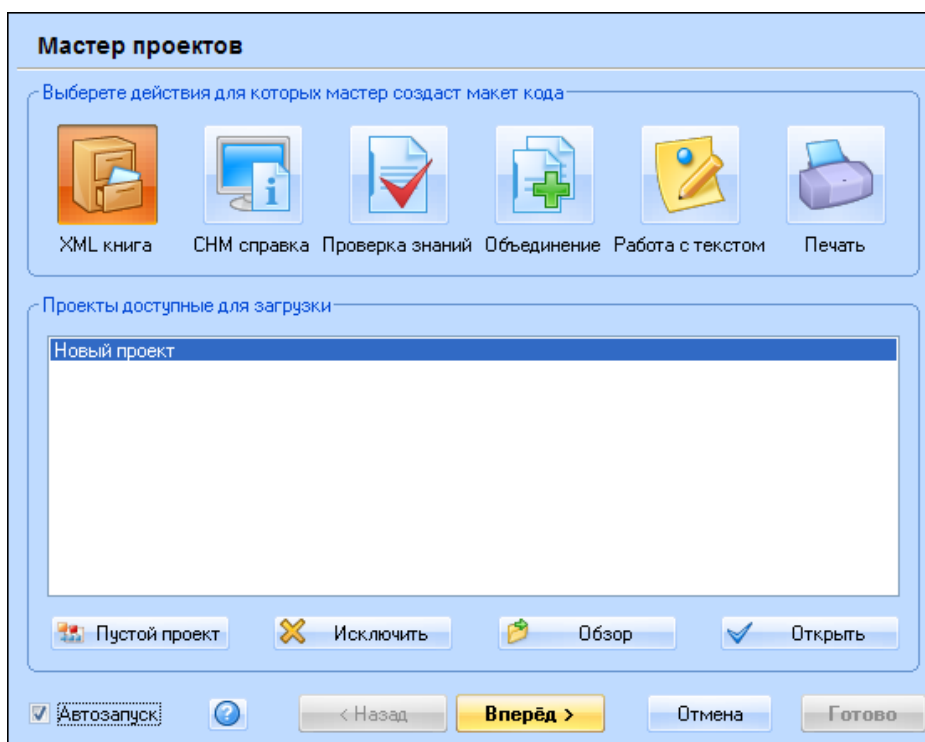 Мастер проектов
Выберете действия для которых мастер создаст макет кода
XML книга CHM справка Проверка знаний Объединение Работа с текстом Печать
Проекты доступные для загрузки
Новый проект
Пустой проект Исключить Обзор Открыть
Автозапуск < Назад Вперёд > Отмена Готово